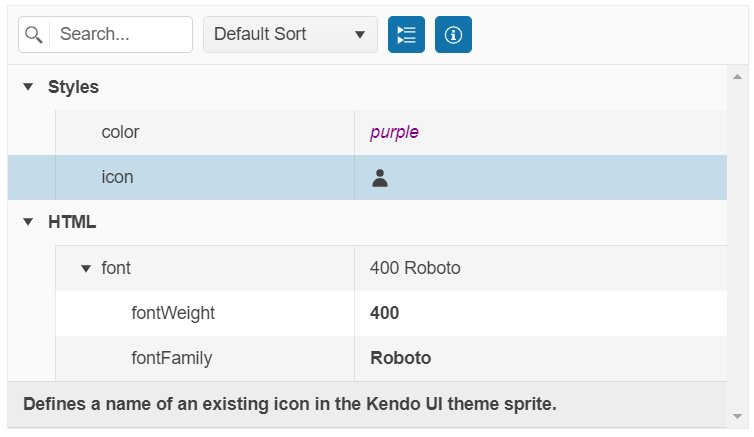 Search... Default Sort
Styles
color purple
icon
HTML
font 400 Roboto
fontWeight 400
fontFamily Roboto
Defines a name of an existing icon in the Kendo UI theme sprite.